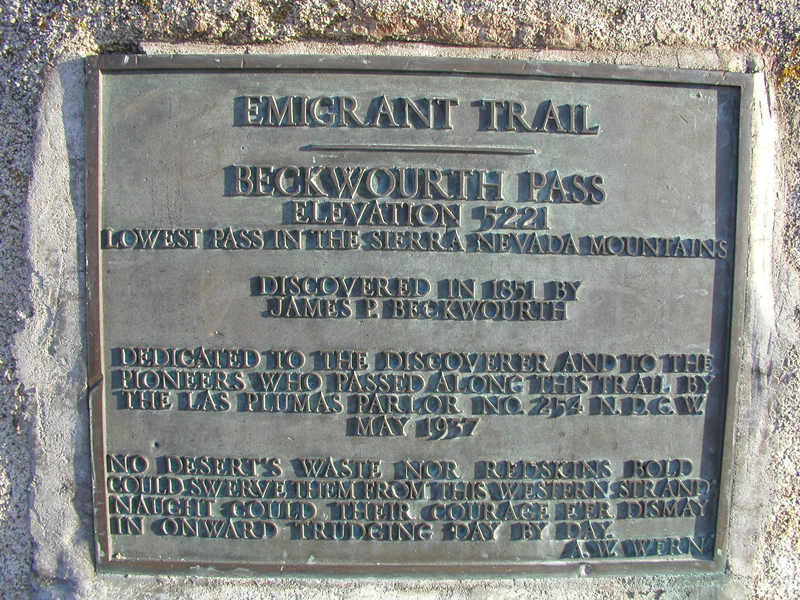 EMIGRANT TRAIL
BECKWOURTH PASS
ELEVATION 5221
LOWEST PASS IN THE SIERRA NEVADA MOUNTAINS
DISCOVERED IN 1851 BY
JAMES P. BECKWOURTH
DEDICATED TO THE DISCOVERER AND TO THE
PIONEERS WHO PASSED ALONG THIS TRAIL BY
THE LAS PLUMAS PARLOR NO. 254 N.D.G.W.
MAY 1937
NO DESERT'S WASTE NOR REDSKINS BOLD
COULD SWERVE THEM FROM THIS WESTERN STRAND,
NAUGHT COULD THEIR COURAGE E'ER DISMAY
IN ONWARD TRUDGING DAY BY DAY.
A.W. WERN